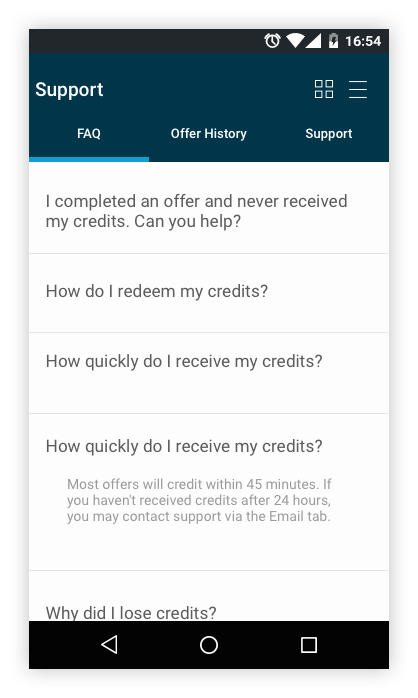 16:54
Support
FAQ Offer History Support
I completed an offer and never received
my credits. Can you help?
How do I redeem my credits?
How quickly do I receive my credits?
How quickly do I receive my credits?
Most offers will credit within 45 minutes. If
you haven't received credits after 24 hours,
you may contact support via the Email tab.
Why did I lose credits?